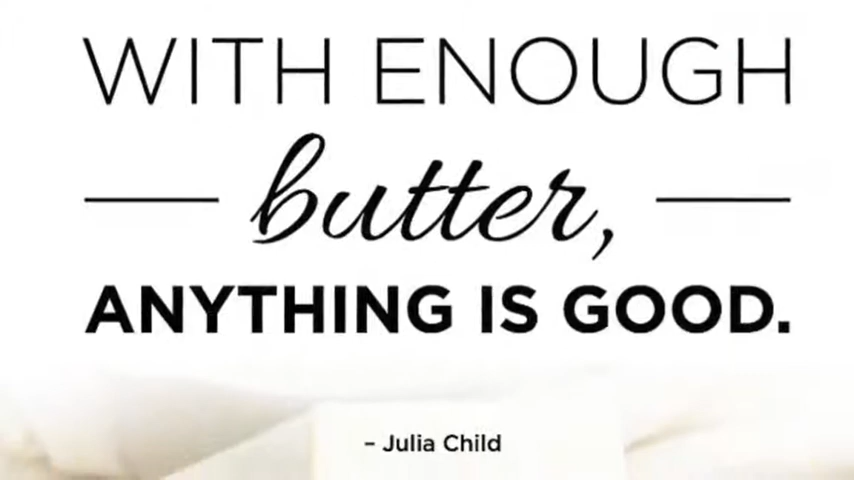 WITH ENOUGH
butter,
ANYTHING IS GOOD.
– Julia Child